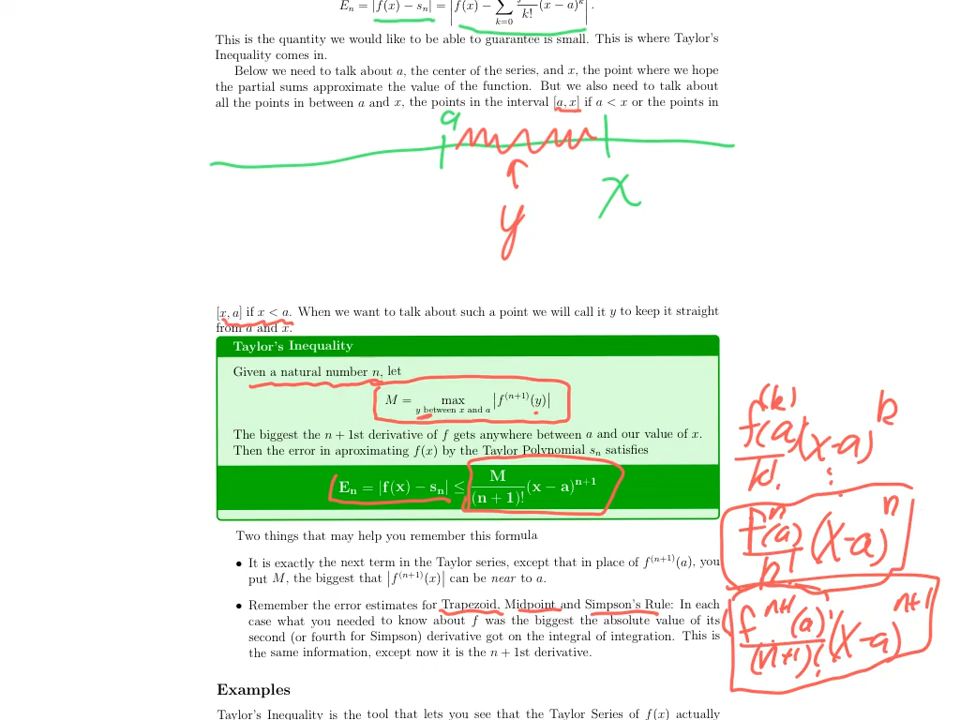 E_n = |f(x) − s_n| = |f(x) − ∑_{k=0} /k! (x − a)^k| .
This is the quantity we would like to be able to guarantee is small. This is where Taylor's
Inequality comes in.
Below we need to talk about a, the center of the series, and x, the point where we hope
the partial sums approximate the value of the function. But we also need to talk about
all the points in between a and x, the points in the interval [a, x] if a < x or the points in
a
x
y
[x, a] if x < a. When we want to talk about such a point we will call it y to keep it straight
from a and x.
Taylor's Inequality
Given a natural number n, let
M = max_{y between x and a} |f^{(n+1)}(y)|
The biggest the n + 1st derivative of f gets anywhere between a and our value of x.
Then the error in aproximating f(x) by the Taylor Polynomial s_n satisfies
E_n = |f(x) − s_n| ≤ M/(n + 1)! (x − a)^{n+1}
f^{(k)}(a)/k! (x-a)^k
f^n(a)/n! (x-a)^n
f^{n+1}(a)/(n+1)! (x-a)^{n+1}
Two things that may help you remember this formula
• It is exactly the next term in the Taylor series, except that in place of f^{(n+1)}(a), you
put M, the biggest that |f^{(n+1)}(x)| can be near to a.
• Remember the error estimates for Trapezoid, Midpoint and Simpson's Rule: In each
case what you needed to know about f was the biggest the absolute value of its
second (or fourth for Simpson) derivative got on the integral of integration. This is
the same information, except now it is the n + 1st derivative.
Examples
Taylor's Inequality is the tool that lets you see that the Taylor Series of f(x) actually